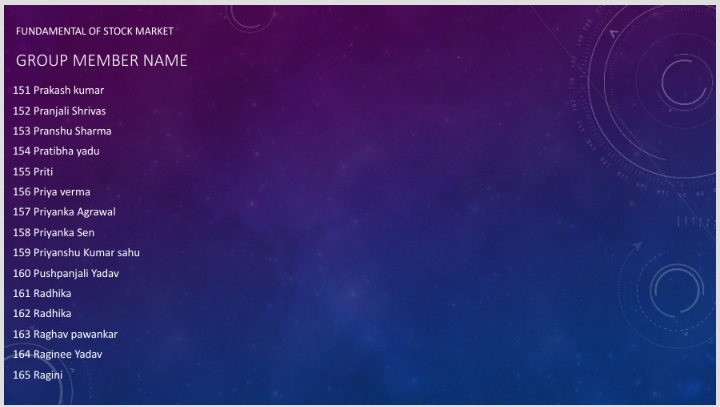 FUNDAMENTAL OF STOCK MARKET
GROUP MEMBER NAME
151 Prakash kumar
152 Pranjali Shrivas
153 Pranshu Sharma
154 Pratibha yadu
155 Priti
156 Priya verma
157 Priyanka Agrawal
158 Priyanka Sen
159 Priyanshu Kumar sahu
160 Pushpanjali Yadav
161 Radhika
162 Radhika
163 Raghav pawankar
164 Raginee Yadav
165 Ragini